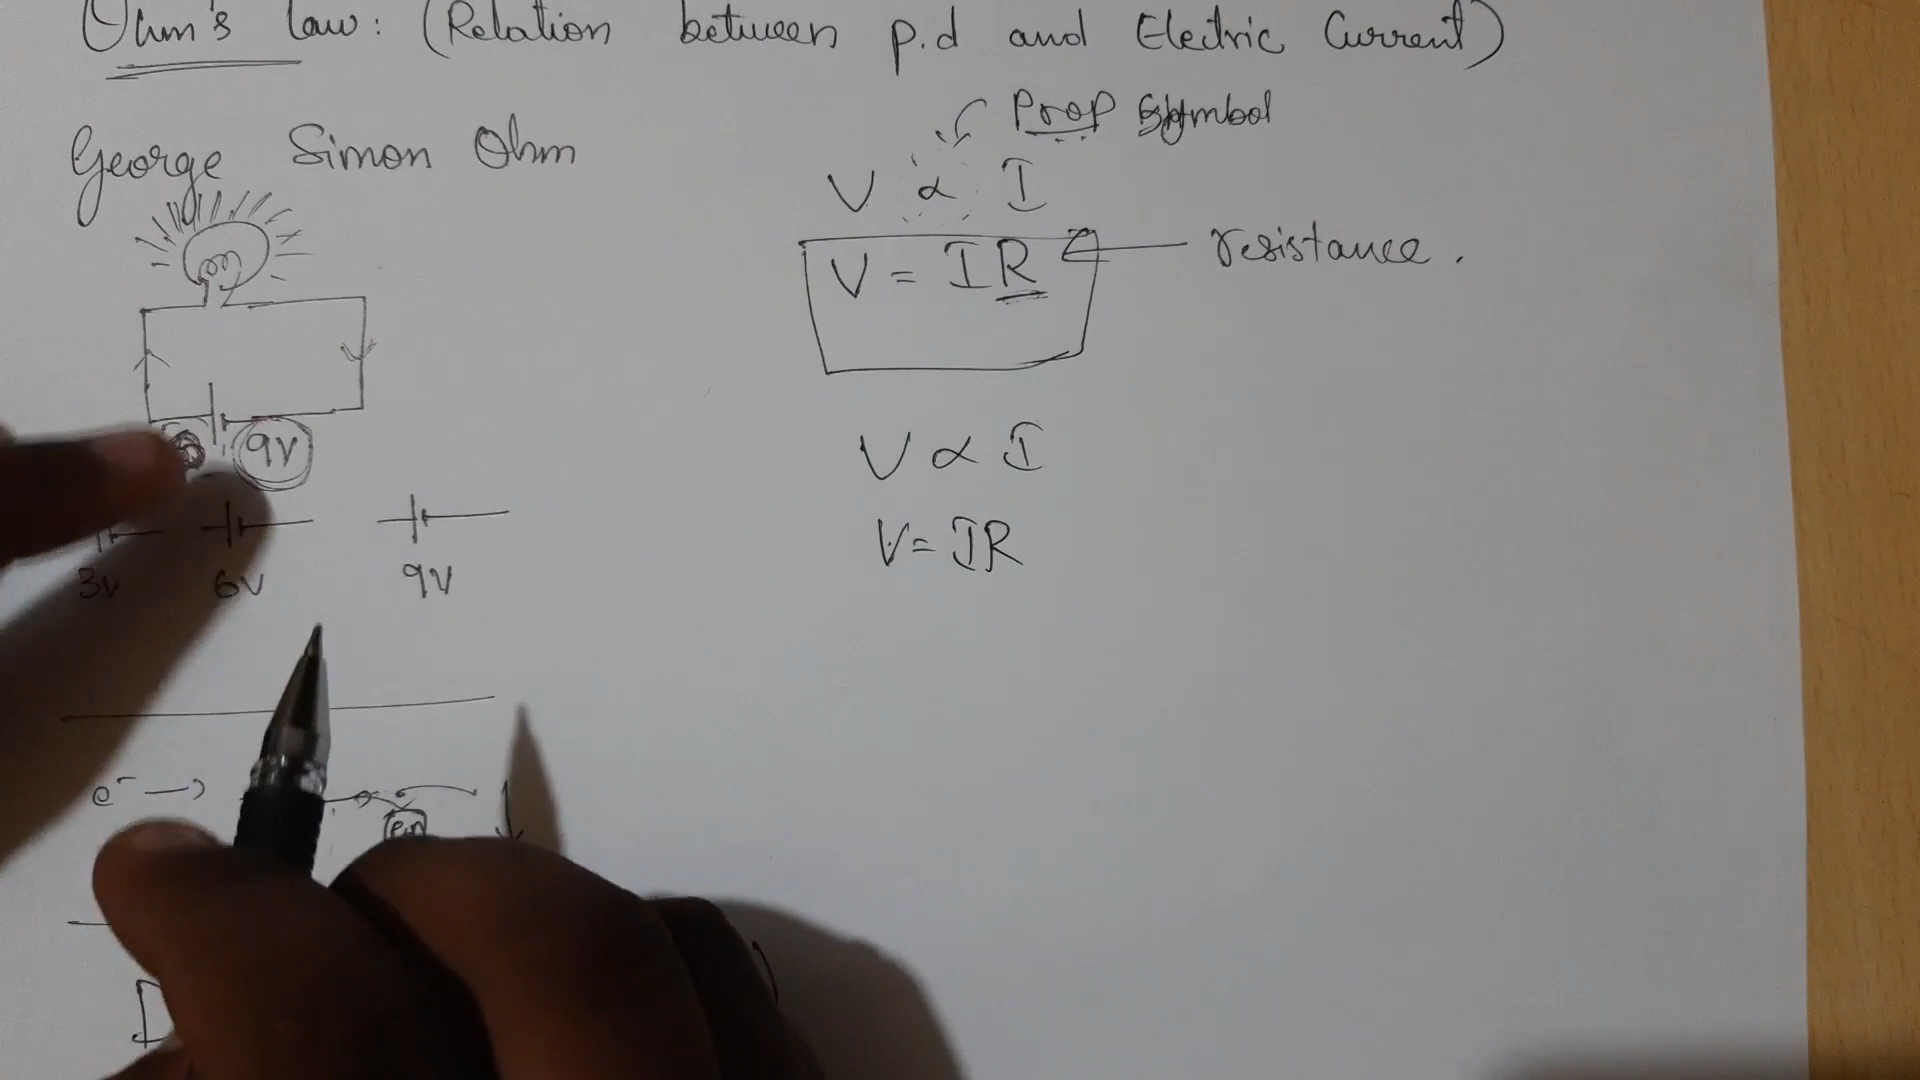 Ohm's law: (Relation between p.d and Electric Current)
George Simon Ohm
Prop Symbol
V ∝ I
V = IR
resistance.
9V
V ∝ I
V = IR
3V 6V 9V
e⁻ →